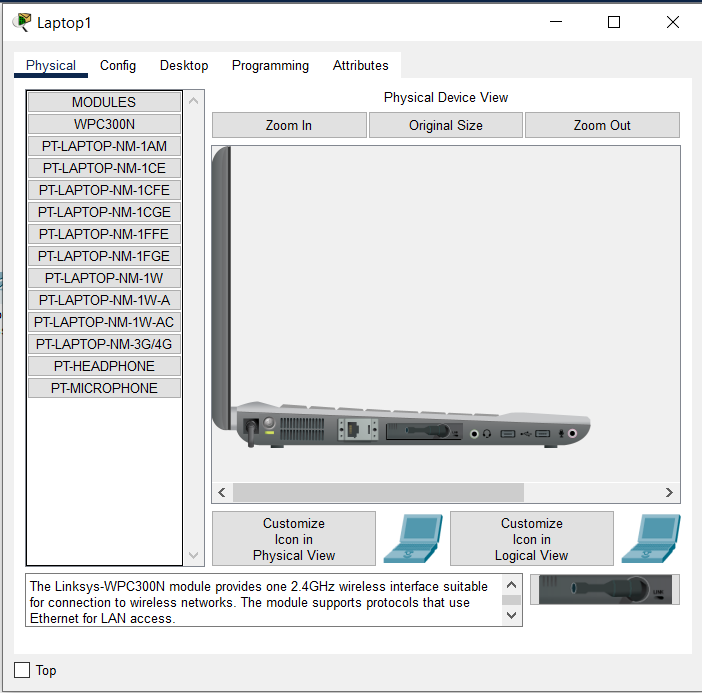 Laptop1
Physical Config Desktop Programming Attributes
MODULES
WPC300N
PT-LAPTOP-NM-1AM
PT-LAPTOP-NM-1CE
PT-LAPTOP-NM-1CFE
PT-LAPTOP-NM-1CGE
PT-LAPTOP-NM-1FFE
PT-LAPTOP-NM-1FGE
PT-LAPTOP-NM-1W
PT-LAPTOP-NM-1W-A
PT-LAPTOP-NM-1W-AC
PT-LAPTOP-NM-3G/4G
PT-HEADPHONE
PT-MICROPHONE
Physical Device View
Zoom In Original Size Zoom Out
Customize
Icon in
Physical View
Customize
Icon in
Logical View
The Linksys-WPC300N module provides one 2.4GHz wireless interface suitable
for connection to wireless networks. The module supports protocols that use
Ethernet for LAN access.
Top